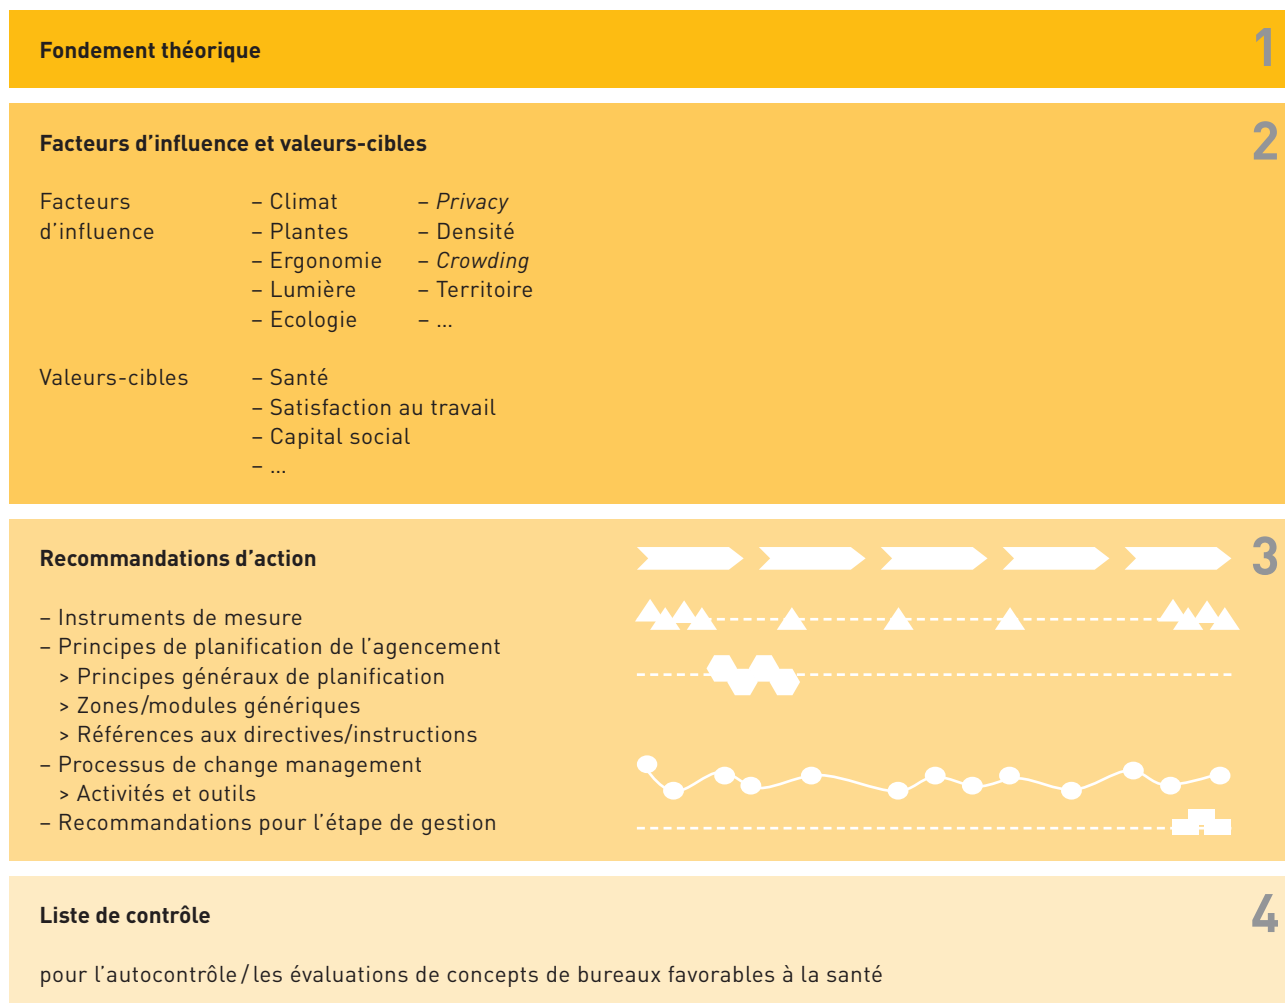 Fondement théorique 1
Facteurs d’influence et valeurs-cibles 2
Facteurs – Climat – Privacy
d’influence – Plantes – Densité
– Ergonomie – Crowding
– Lumière – Territoire
– Ecologie – …
Valeurs-cibles – Santé
– Satisfaction au travail
– Capital social
– …
Recommandations d’action 3
– Instruments de mesure
– Principes de planification de l’agencement
> Principes généraux de planification
> Zones/modules génériques
> Références aux directives/instructions
– Processus de change management
> Activités et outils
– Recommandations pour l’étape de gestion
Liste de contrôle 4
pour l’autocontrôle/les évaluations de concepts de bureaux favorables à la santé